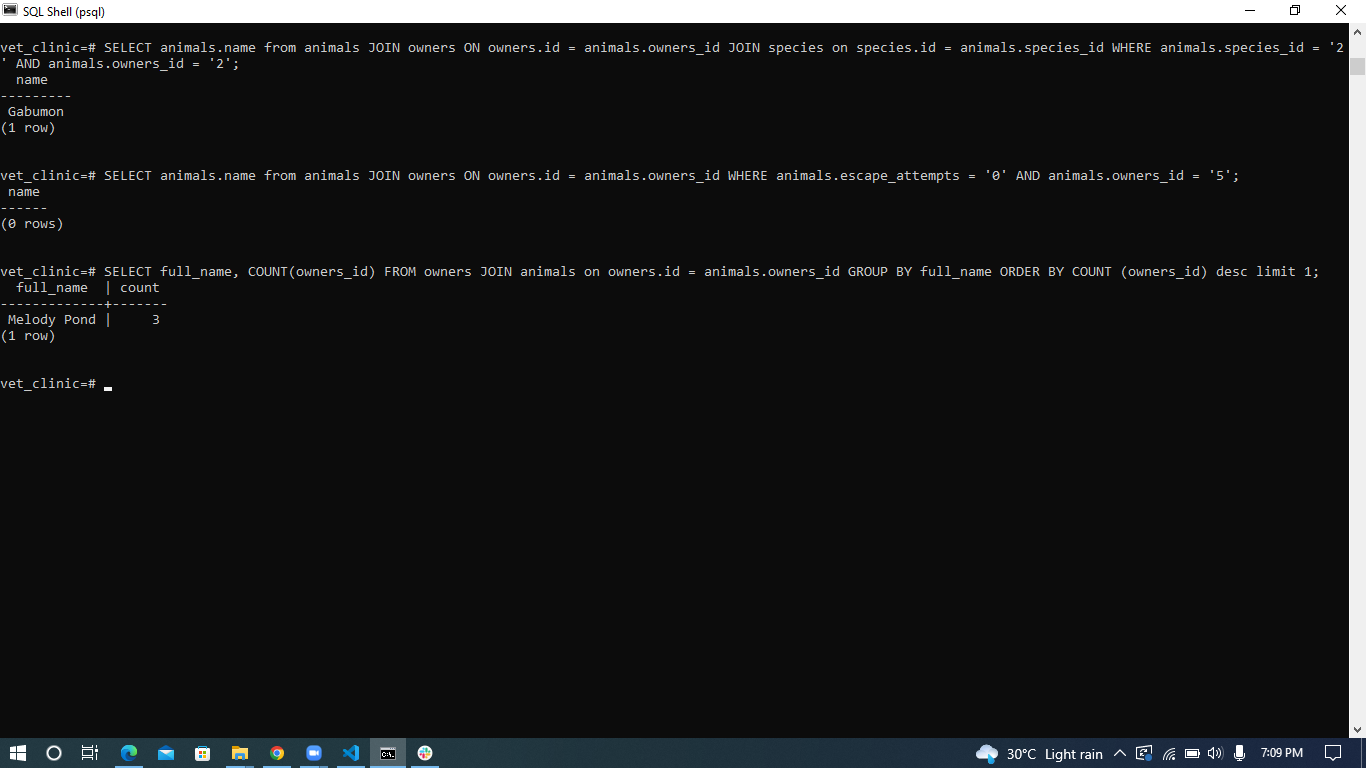 SQL Shell (psql)
vet_clinic=# SELECT animals.name from animals JOIN owners ON owners.id = animals.owners_id JOIN species on species.id = animals.species_id WHERE animals.species_id = '2
' AND animals.owners_id = '2';
name
---------
Gabumon
(1 row)
vet_clinic=# SELECT animals.name from animals JOIN owners ON owners.id = animals.owners_id WHERE animals.escape_attempts = '0' AND animals.owners_id = '5';
name
------
(0 rows)
vet_clinic=# SELECT full_name, COUNT(owners_id) FROM owners JOIN animals on owners.id = animals.owners_id GROUP BY full_name ORDER BY COUNT (owners_id) desc limit 1;
full_name | count
-------------+-------
Melody Pond | 3
(1 row)
vet_clinic=#
30°C Light rain 7:09 PM